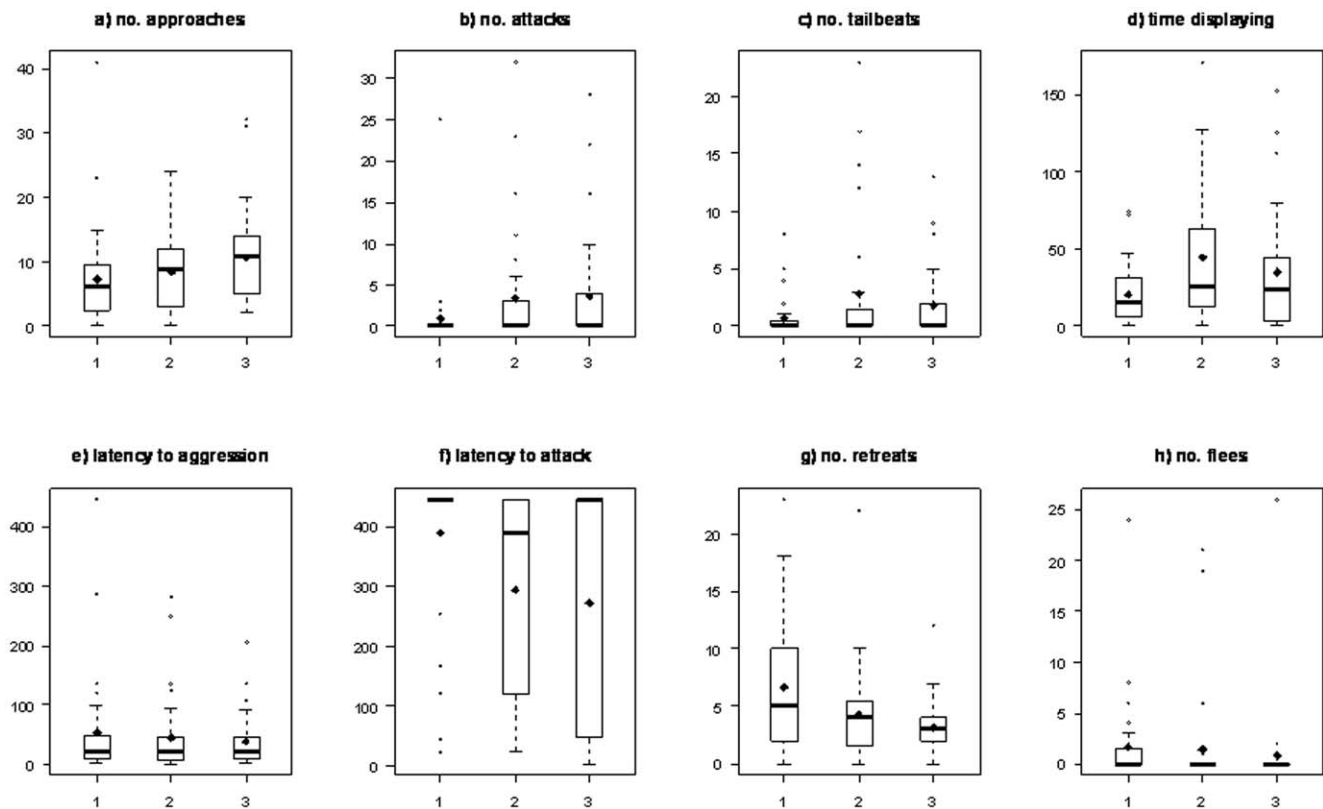 a) no. approaches
40
30
20
10
0
1 2 3
b) no. attacks
30
25
20
15
10
5
0
1 2 3
c) no. tailbeats
20
15
10
5
0
1 2 3
d) time displaying
150
100
50
0
1 2 3
e) latency to aggression
400
300
200
100
0
1 2 3
f) latency to attack
400
300
200
100
0
1 2 3
g) no. retreats
20
15
10
5
0
1 2 3
h) no. flees
25
20
15
10
5
0
1 2 3